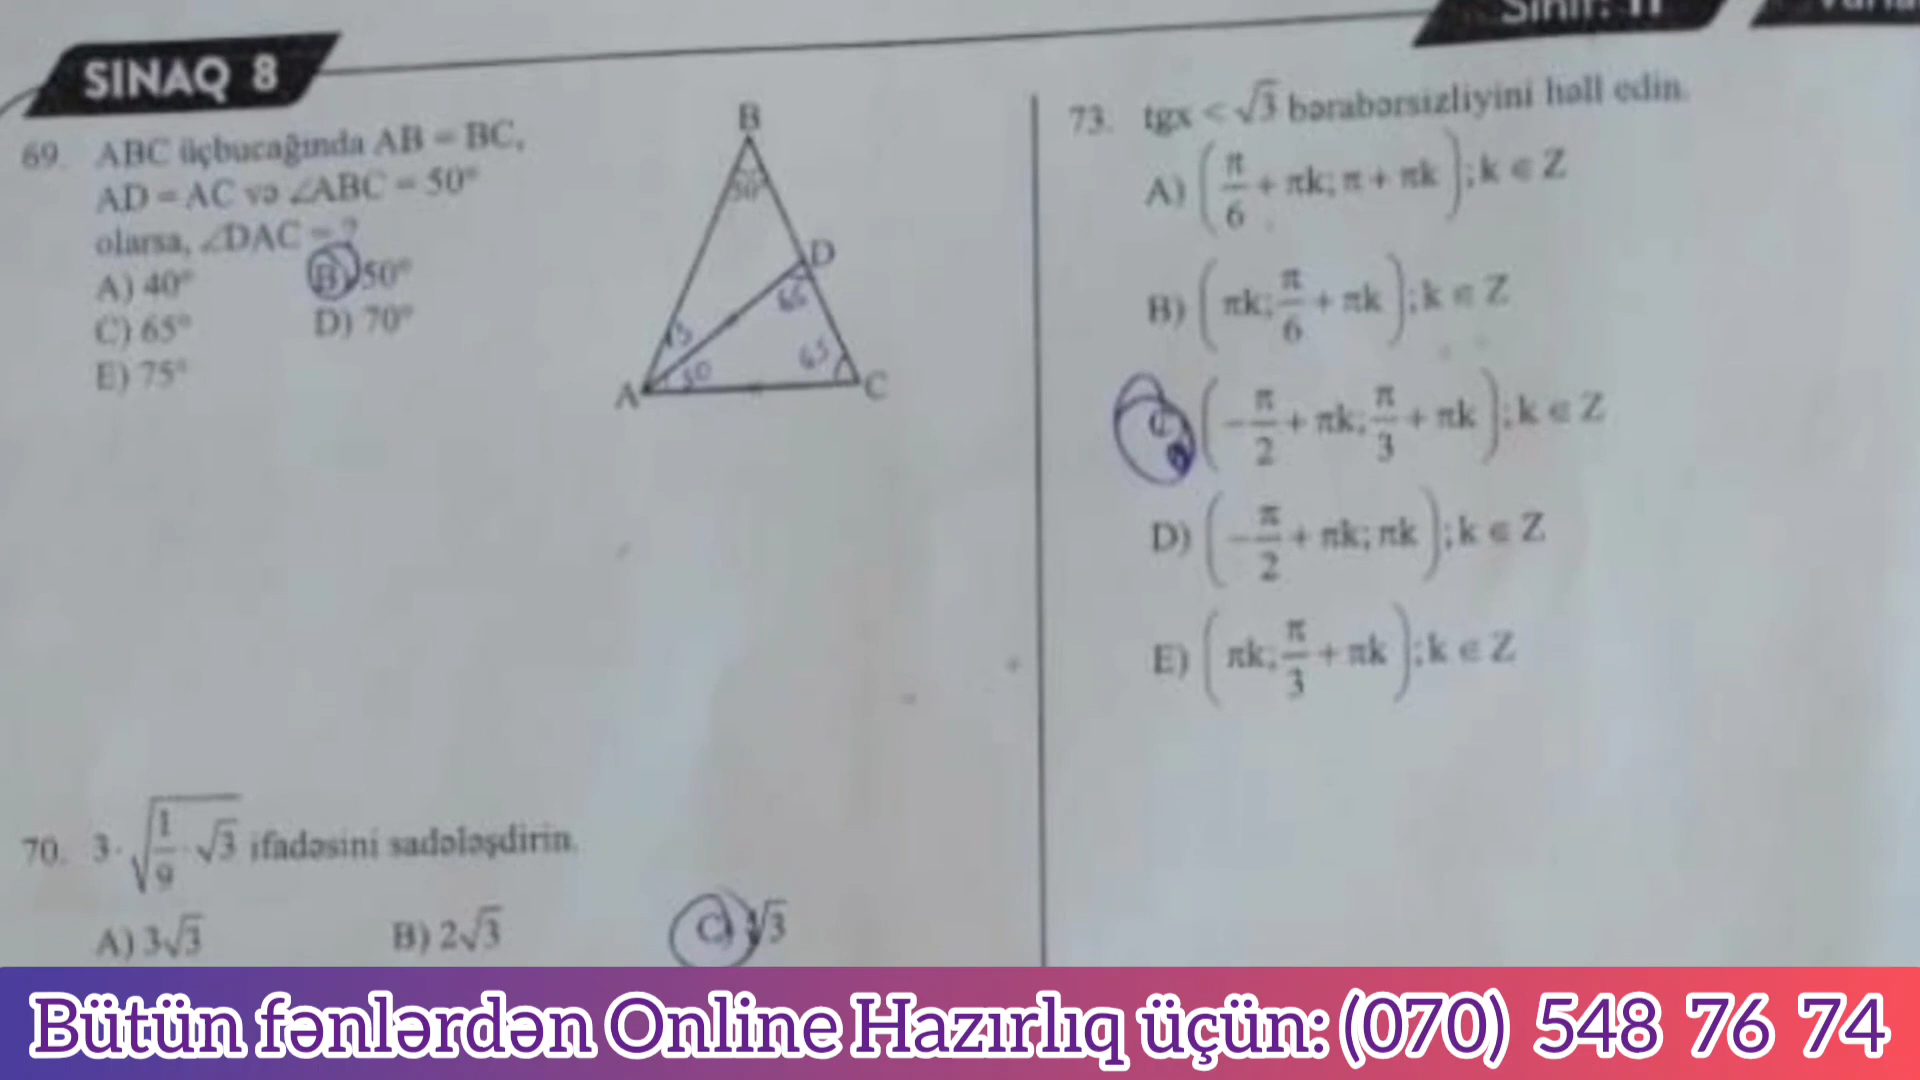 SINAQ 8
Sinif: 11
69. ABC üçbucağında AB = BC,
AD = AC və ∠ABC = 50°
olarsa, ∠DAC = ?
A) 40°
B) 50°
C) 65°
D) 70°
E) 75°
B
50°
D
65
15
50
65
A
C
70. 3·√(1/9·√3) ifadəsini sadələşdirin.
A) 3√3
B) 2√3
C) ∜3
73. tgx < √3 bərabərsizliyini həll edin.
A) (π/6 + πk; π + πk); k ∈ Z
B) (πk; π/6 + πk); k ∈ Z
C) (-π/2 + πk; π/3 + πk); k ∈ Z
D) (-π/2 + πk; πk); k ∈ Z
E) (πk; π/3 + πk); k ∈ Z
Bütün fənlərdən Online Hazırlıq üçün: (070) 548 76 74